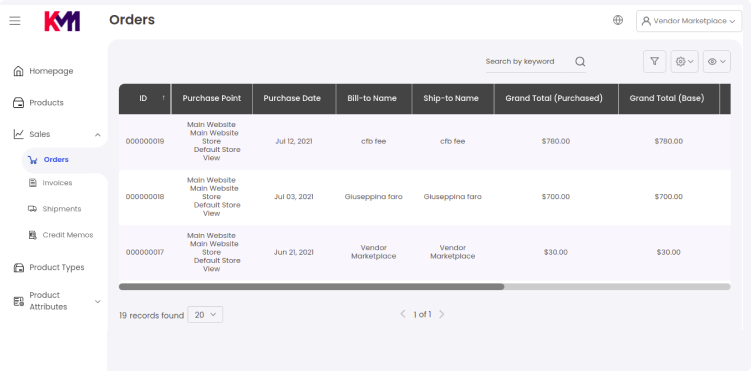 KM
Orders
Vendor Marketplace
Homepage
Products
Sales
Orders
Invoices
Shipments
Credit Memos
Product Types
Product
Attributes
Search by keyword
ID ↑ Purchase Point Purchase Date Bill-to Name Ship-to Name Grand Total (Purchased) Grand Total (Base)
Main Website
Main Website
000000019 Store Jul 12, 2021 cfb fee cfb fee $780.00 $780.00
Default Store
View
Main Website
Main Website
000000018 Store Jul 03, 2021 Giuseppina faro Giuseppina faro $700.00 $700.00
Default Store
View
Main Website
Main Website Vendor Vendor
000000017 Store Jun 21, 2021 Marketplace Marketplace $30.00 $30.00
Default Store
View
19 records found 20 < 1 of 1 >